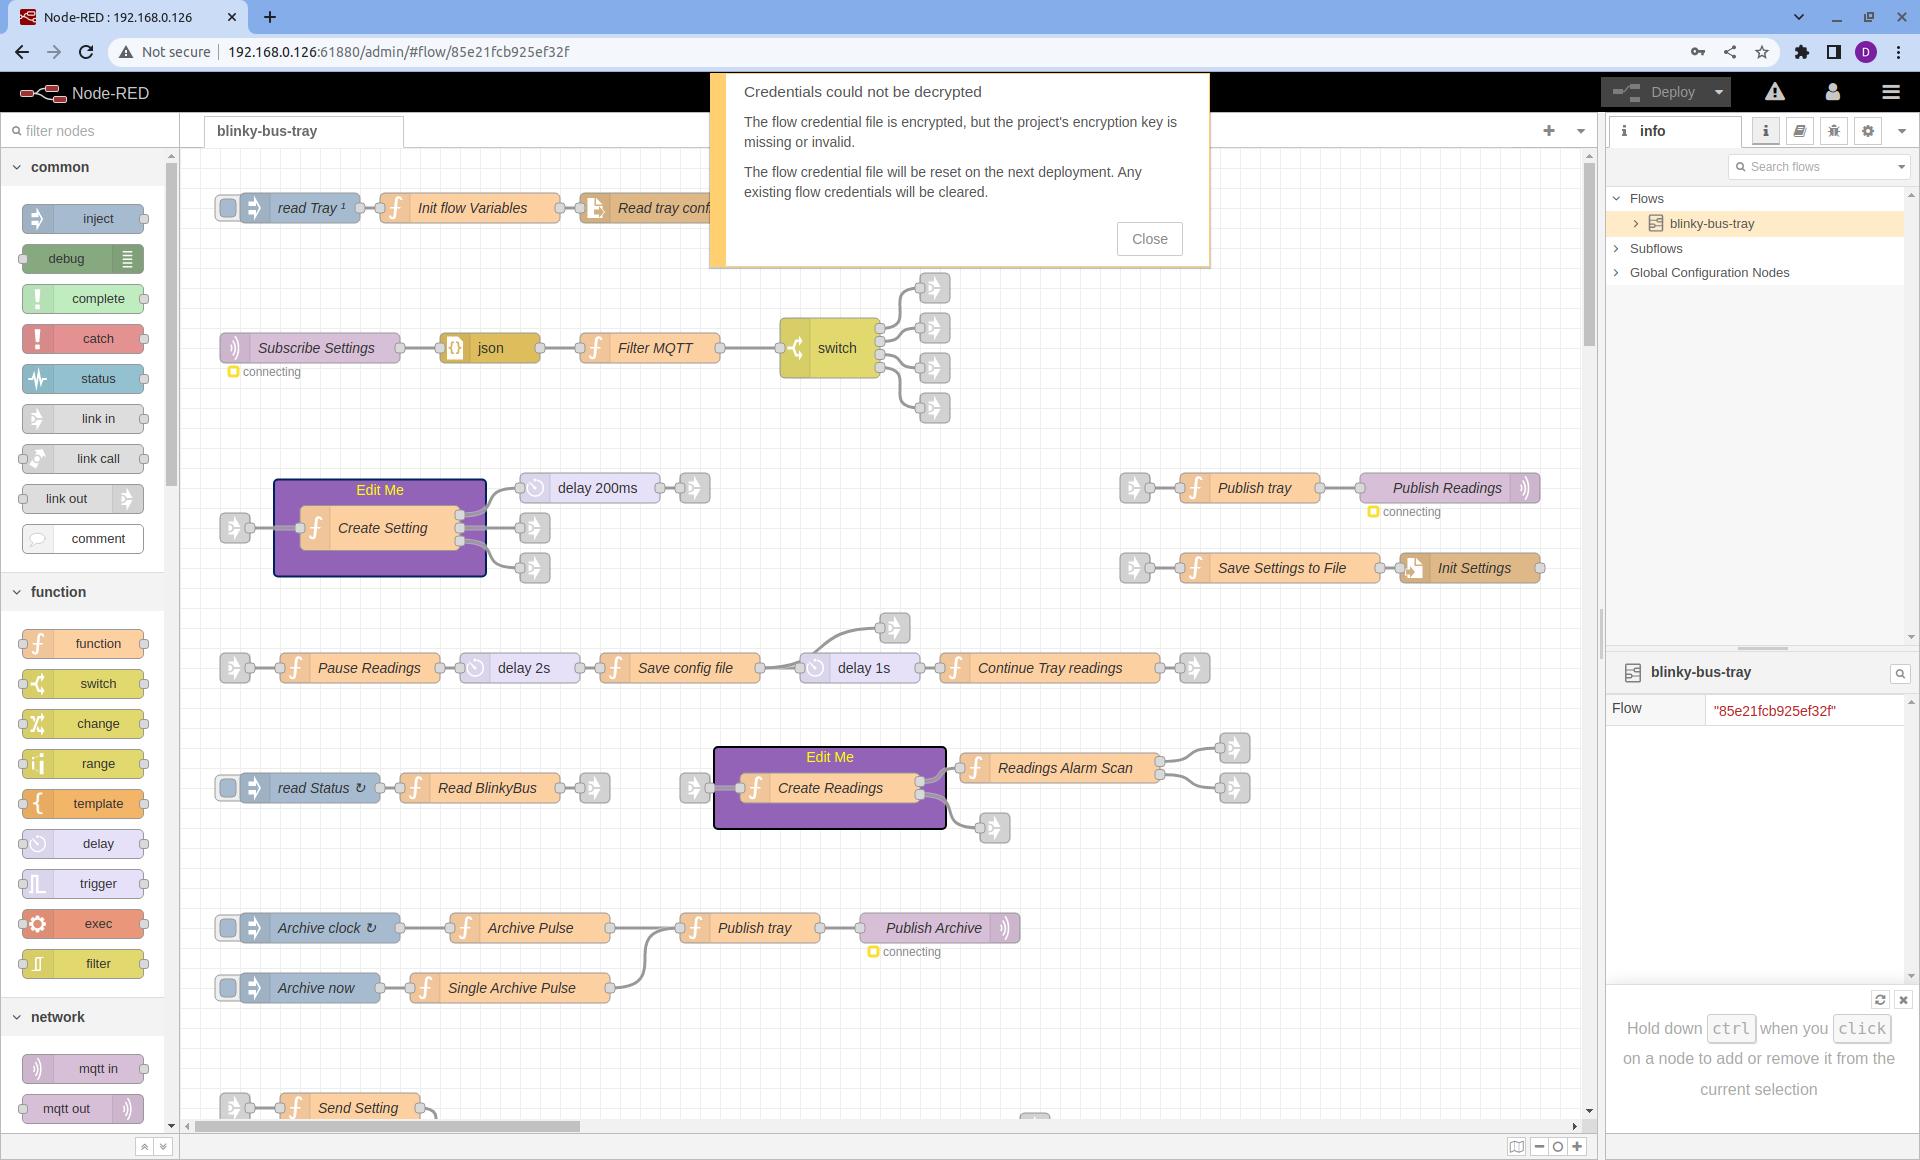 Node-RED : 192.168.0.126
Not secure
192.168.0.126:61880/admin/#flow/85e21fcb925ef32f
D
Node-RED
Deploy
Credentials could not be decrypted
The flow credential file is encrypted, but the project's encryption key is
missing or invalid.
The flow credential file will be reset on the next deployment. Any
existing flow credentials will be cleared.
Close
filter nodes
common
inject
debug
complete
catch
status
link in
link call
link out
comment
function
function
switch
change
range
template
delay
trigger
exec
filter
network
mqtt in
mqtt out
blinky-bus-tray
read Tray ¹
Init flow Variables
Read tray conf
Subscribe Settings
connecting
json
Filter MQTT
switch
Edit Me
Create Setting
delay 200ms
Publish tray
Publish Readings
connecting
Save Settings to File
Init Settings
Pause Readings
delay 2s
Save config file
delay 1s
Continue Tray readings
read Status ↻
Read BlinkyBus
Edit Me
Create Readings
Readings Alarm Scan
Archive clock ↻
Archive Pulse
Publish tray
Publish Archive
connecting
Archive now
Single Archive Pulse
Send Setting
info
Search flows
Flows
blinky-bus-tray
Subflows
Global Configuration Nodes
blinky-bus-tray
Flow
"85e21fcb925ef32f"
Hold down ctrl when you click
on a node to add or remove it from the
current selection